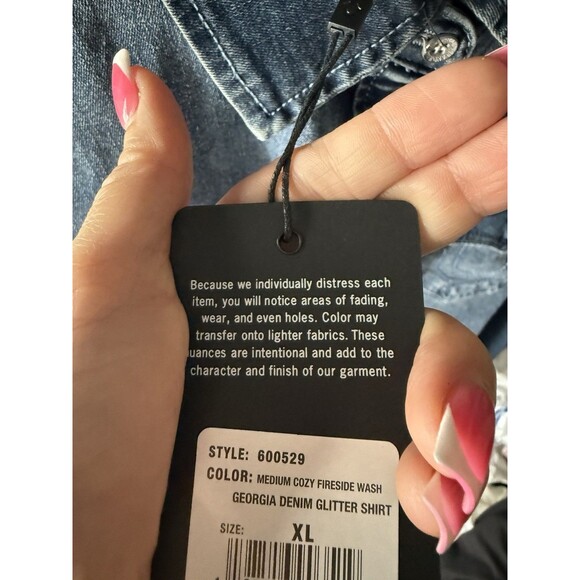 Because we individually distress each
item, you will notice areas of fading,
wear, and even holes. Color may
transfer onto lighter fabrics. These
uances are intentional and add to the
character and finish of our garment.
STYLE: 600529
COLOR: MEDIUM COZY FIRESIDE WASH
GEORGIA DENIM GLITTER SHIRT
SIZE: XL